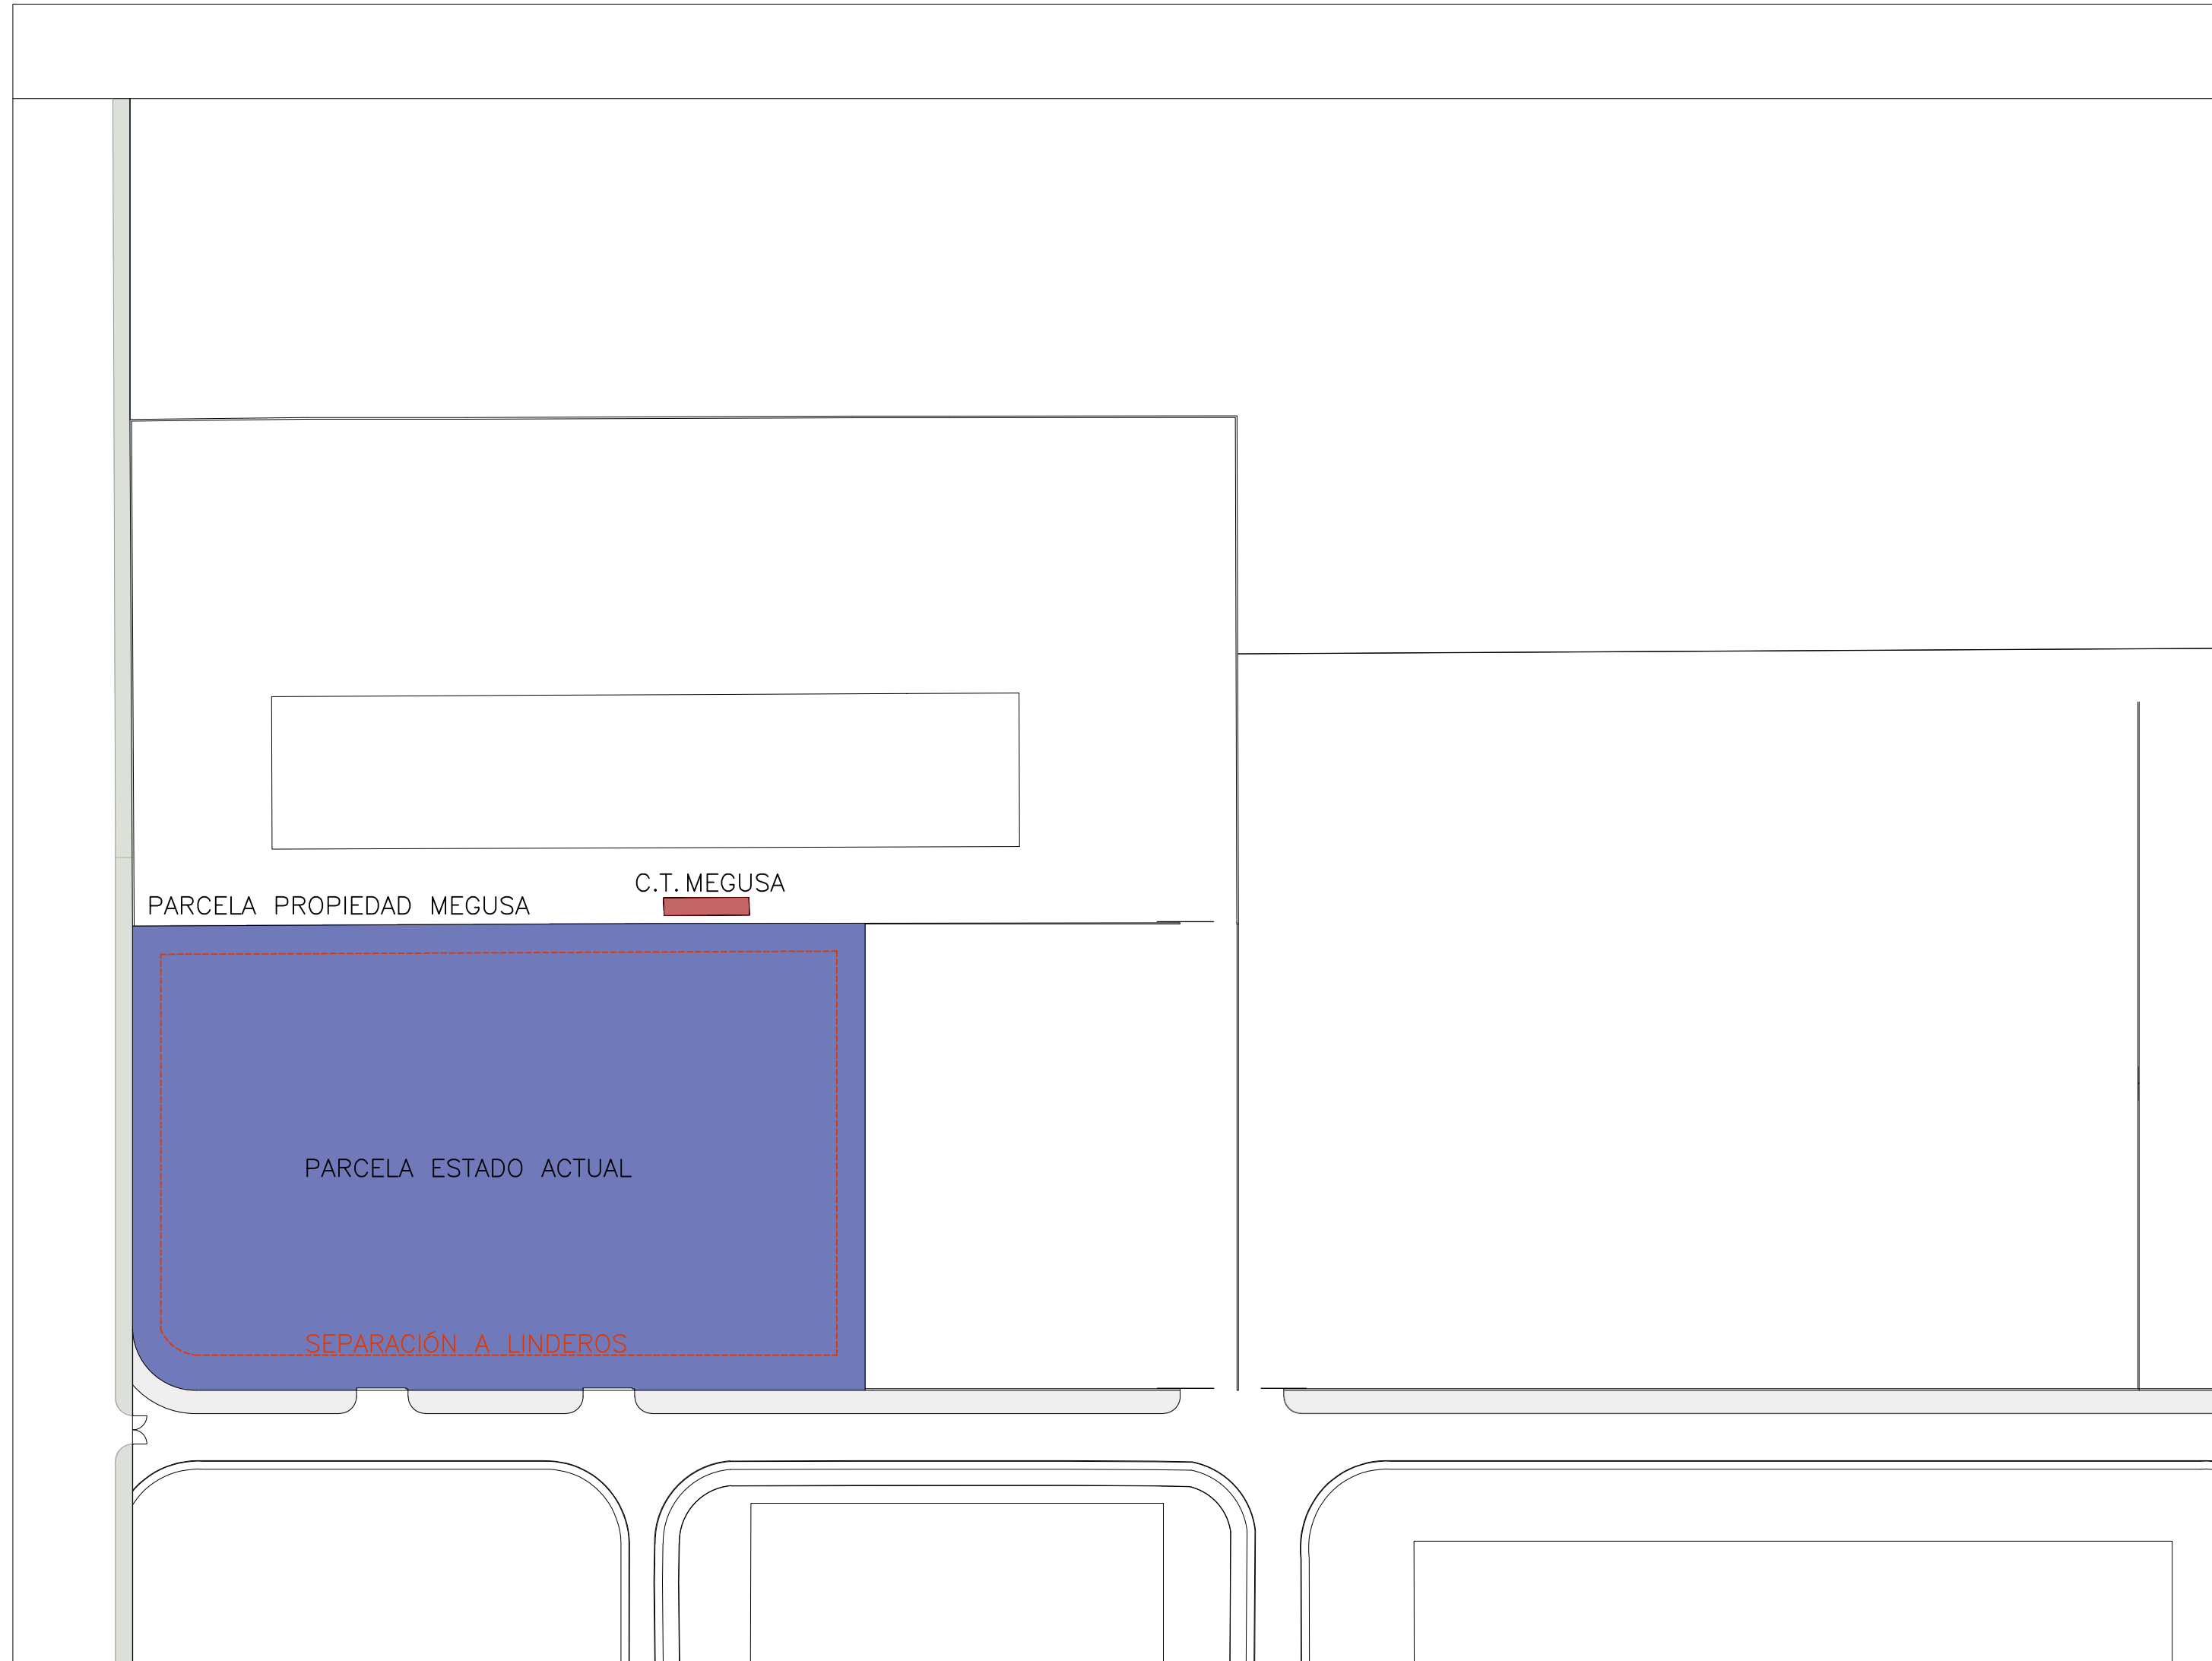 C.T. MEGUSA
PARCELA PROPIEDAD MEGUSA
PARCELA ESTADO ACTUAL
SEPARACIÓN A LINDEROS